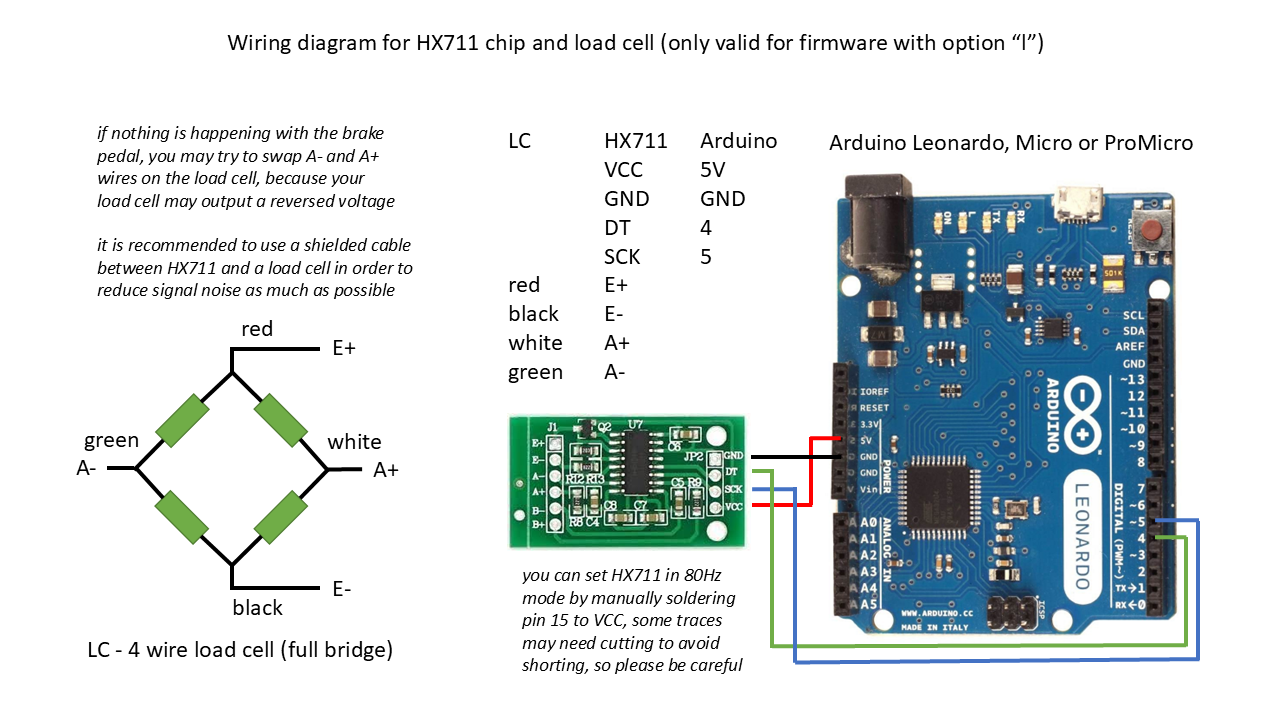 Wiring diagram for HX711 chip and load cell (only valid for firmware with option “l”)
if nothing is happening with the brake
pedal, you may try to swap A- and A+
wires on the load cell, because your
load cell may output a reversed voltage
it is recommended to use a shielded cable
between HX711 and a load cell in order to
reduce signal noise as much as possible
red
E+
green
A-
white
A+
E-
black
LC - 4 wire load cell (full bridge)
LC HX711 Arduino
VCC 5V
GND GND
DT 4
SCK 5
red E+
black E-
white A+
green A-
J1
Q2
U7
C6
JP2
E+
E-
A-
A+
B-
B+
R12 R13
R8 C4
C8 C7
C5 R9
GND
DT
SCK
VCC
you can set HX711 in 80Hz
mode by manually soldering
pin 15 to VCC, some traces
may need cutting to avoid
shorting, so please be careful
Arduino Leonardo, Micro or ProMicro
ON
L
TX
RX
RESET
501K
SCL
SDA
AREF
GND
~13
12
~11
~10
~9
8
7
~6
~5
4
~3
2
TX→1
RX←0
IOREF
RESET
3.3V
5V
GND
GND
Vin
POWER
A0
A1
A2
A3
A4
A5
ANALOG IN
ARDUINO
LEONARDO
DIGITAL (PWM~)
ICSP
WWW.ARDUINO.CC
MADE IN ITALY